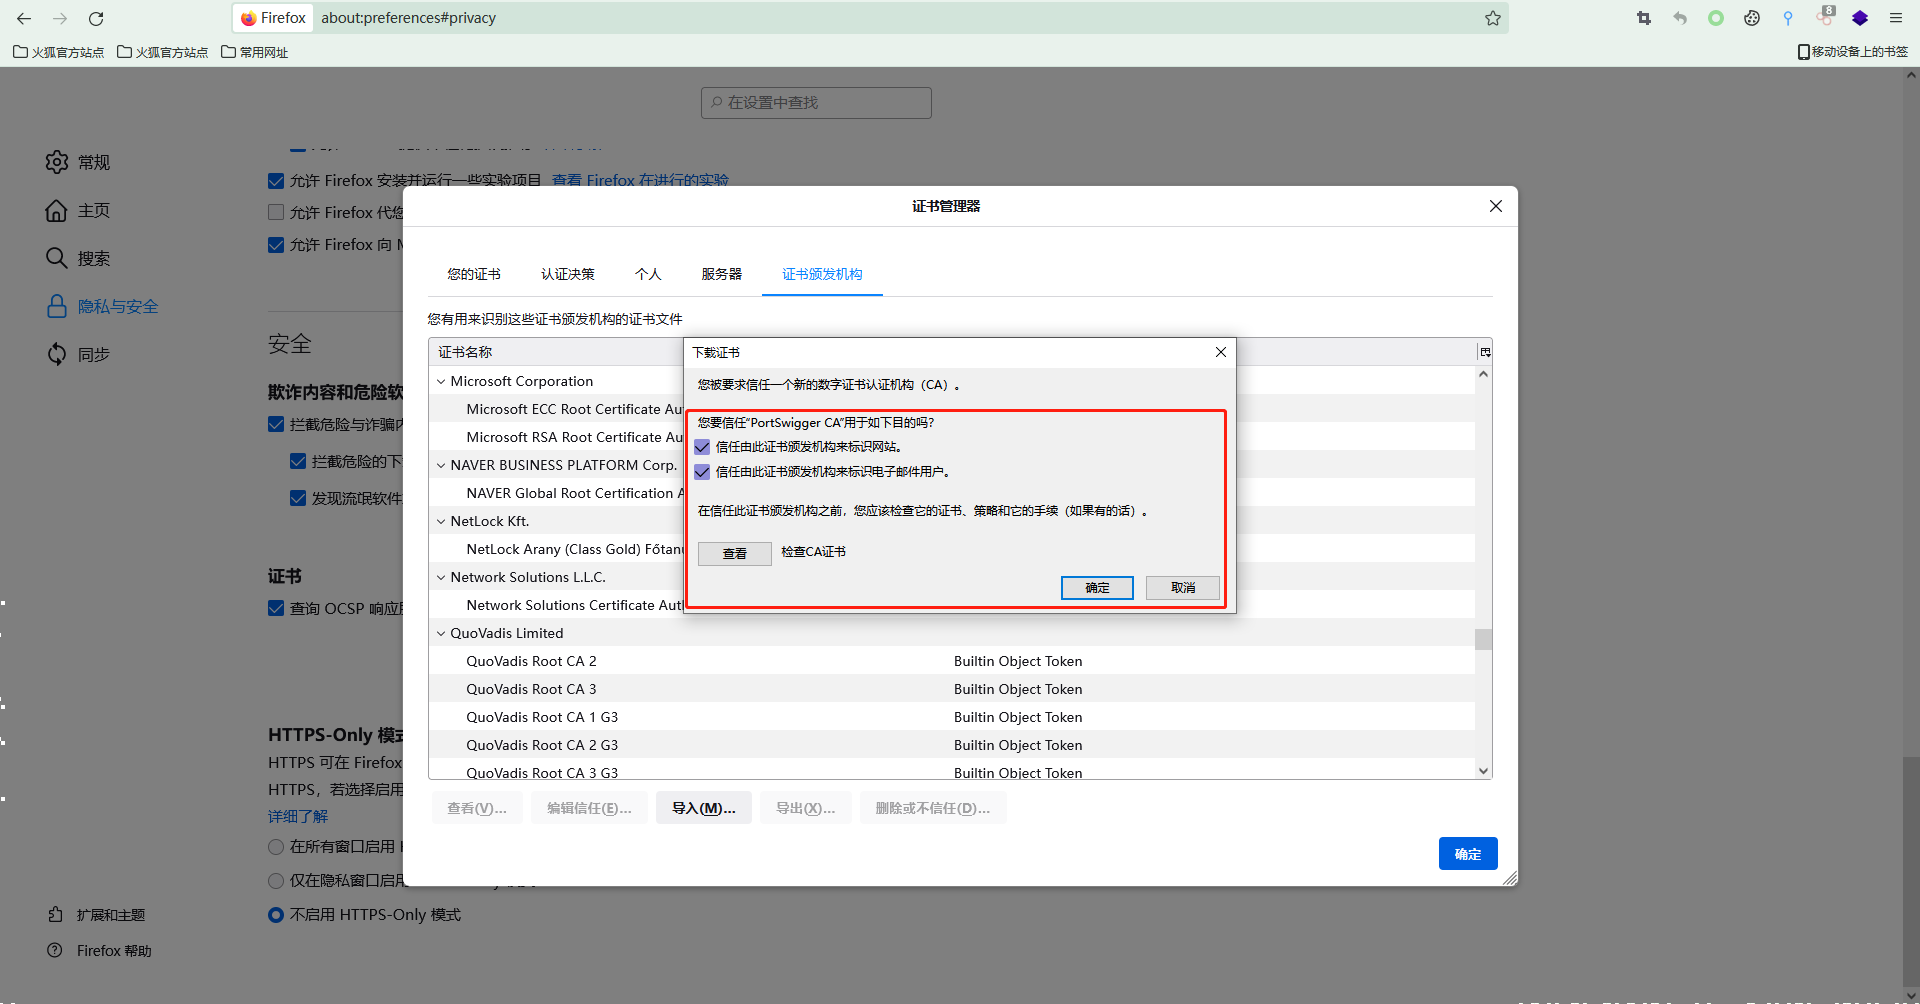 Firefox
about:preferences#privacy
8
火狐官方站点
火狐官方站点
常用网址
移动设备上的书签
在设置中查找
常规
主页
搜索
隐私与安全
同步
扩展和主题
Firefox 帮助
允许 Firefox 安装并运行一些实验项目 查看 Firefox 在进行的实验
允许 Firefox 代您
允许 Firefox 向 M
安全
欺诈内容和危险软
拦截危险与诈骗内
拦截危险的下
发现流氓软件
证书
查询 OCSP 响应
HTTPS-Only 模式
HTTPS 可在 Firefox
HTTPS，若选择启用
详细了解
在所有窗口启用
仅在隐私窗口启用
不启用 HTTPS-Only 模式
证书管理器
您的证书
认证决策
个人
服务器
证书颁发机构
您有用来识别这些证书颁发机构的证书文件
证书名称
Microsoft Corporation
Microsoft ECC Root Certificate Au
Microsoft RSA Root Certificate Au
NAVER BUSINESS PLATFORM Corp.
NAVER Global Root Certification A
NetLock Kft.
NetLock Arany (Class Gold) Főtanú
Network Solutions L.L.C.
Network Solutions Certificate Auth
QuoVadis Limited
QuoVadis Root CA 2 Builtin Object Token
QuoVadis Root CA 3 Builtin Object Token
QuoVadis Root CA 1 G3 Builtin Object Token
QuoVadis Root CA 2 G3 Builtin Object Token
QuoVadis Root CA 3 G3 Builtin Object Token
查看(V)...
编辑信任(E)...
导入(M)...
导出(X)...
删除或不信任(D)...
确定
下载证书
您被要求信任一个新的数字证书认证机构（CA）。
您要信任“PortSwigger CA”用于如下目的吗？
信任由此证书颁发机构来标识网站。
信任由此证书颁发机构来标识电子邮件用户。
在信任此证书颁发机构之前，您应该检查它的证书、策略和它的手续（如果有的话）。
查看
检查CA证书
确定
取消